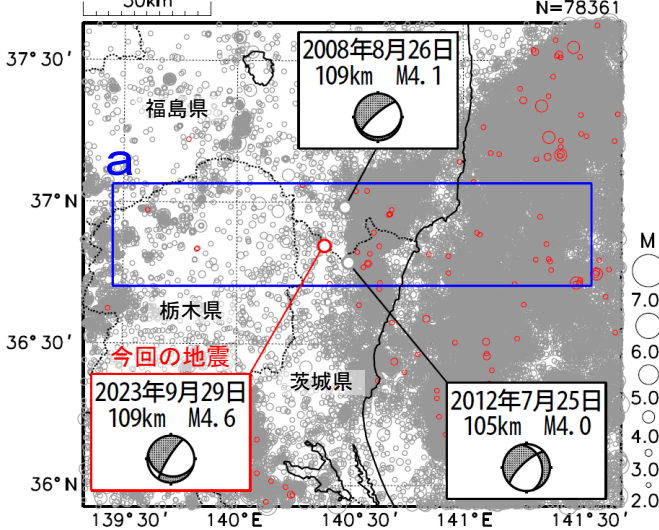 50km
N=78361
37°30′
2008年8月26日
109km M4.1
福島県
a
37°N
M
7.0
栃木県
6.0
36°30′
今回の地震
茨城県
5.0
2023年9月29日
109km M4.6
2012年7月25日
105km M4.0
4.0
3.0
36°N
2.0
139°30′
140°E
140°30′
141°E
141°30′